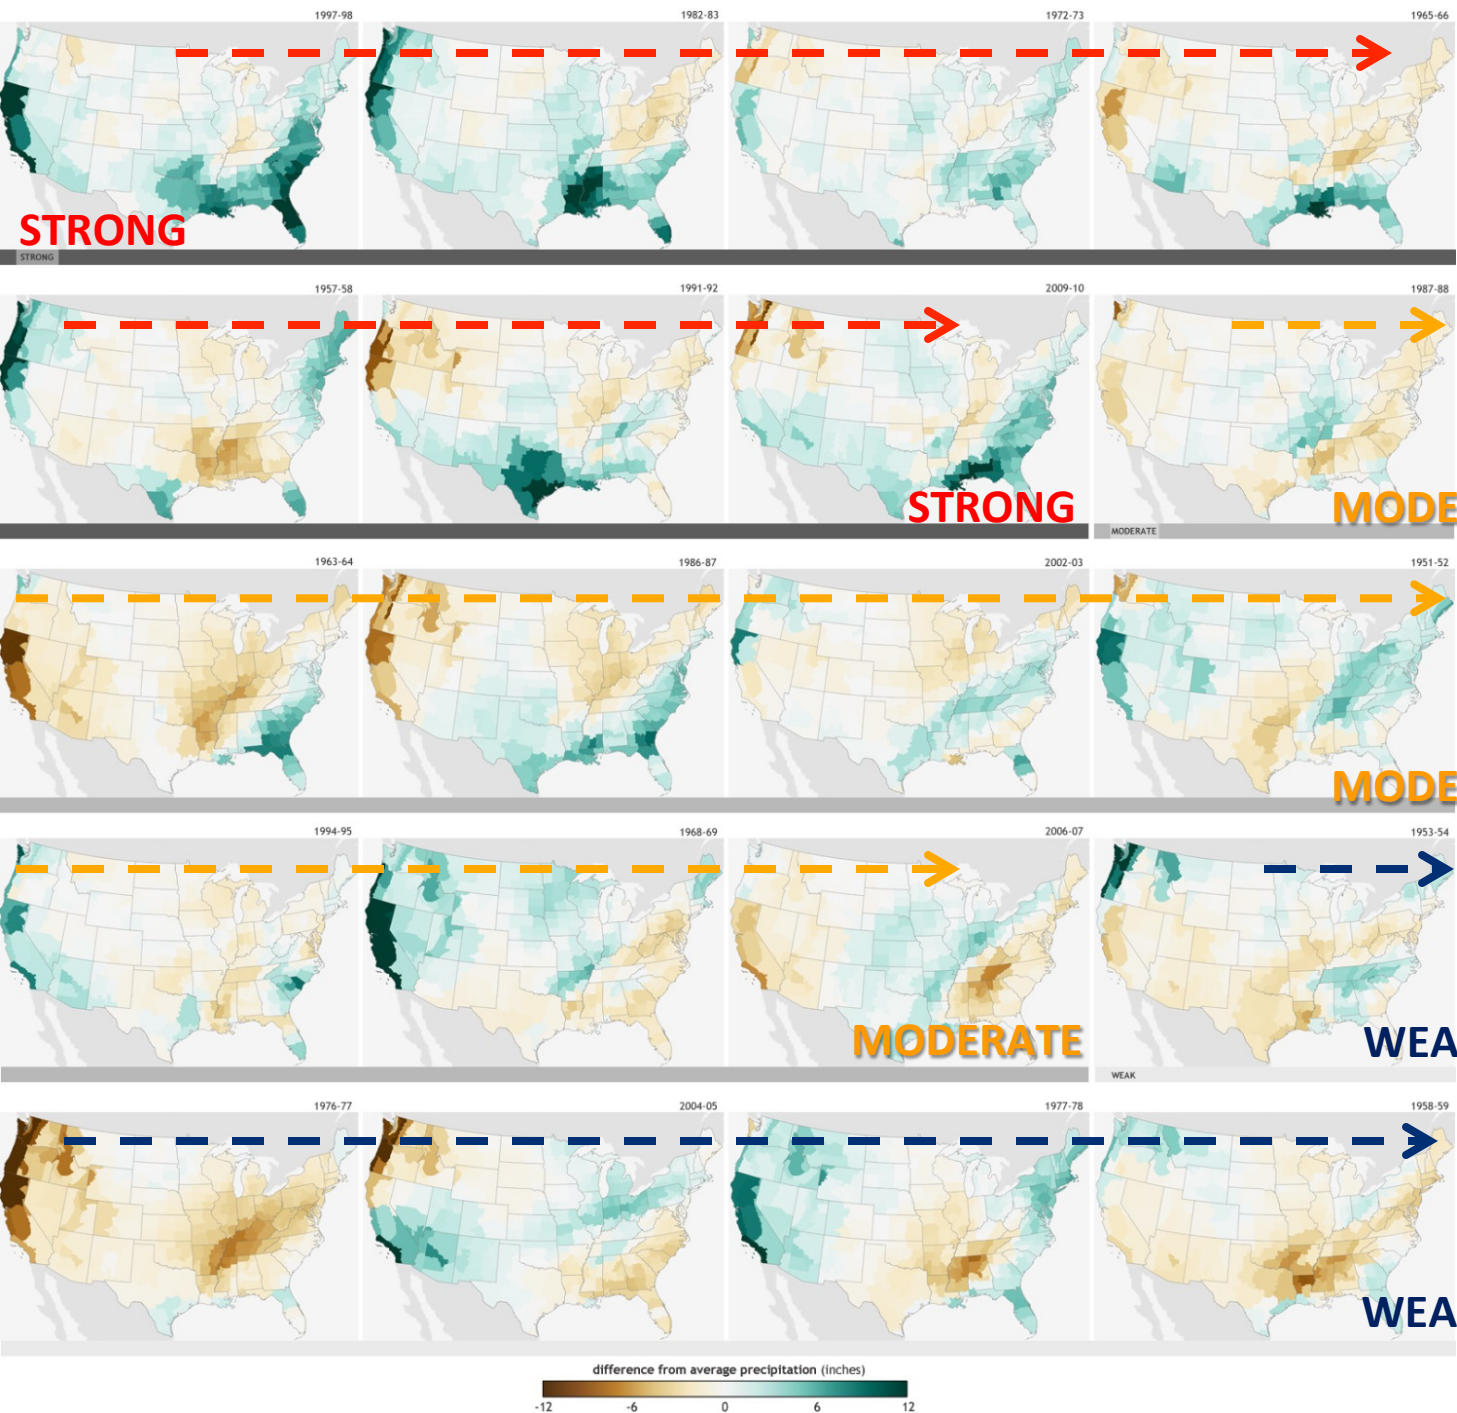 1997-98
1982-83
1972-73
1965-66
STRONG
STRONG
1957-58
1991-92
2009-10
1987-88
STRONG
MODE
MODERATE
1963-64
1986-87
2002-03
1951-52
MODE
1994-95
1968-69
2006-07
1953-54
MODERATE
WEA
WEAK
1976-77
2004-05
1977-78
1958-59
WEA
difference from average precipitation (inches)
-12 -6 0 6 12